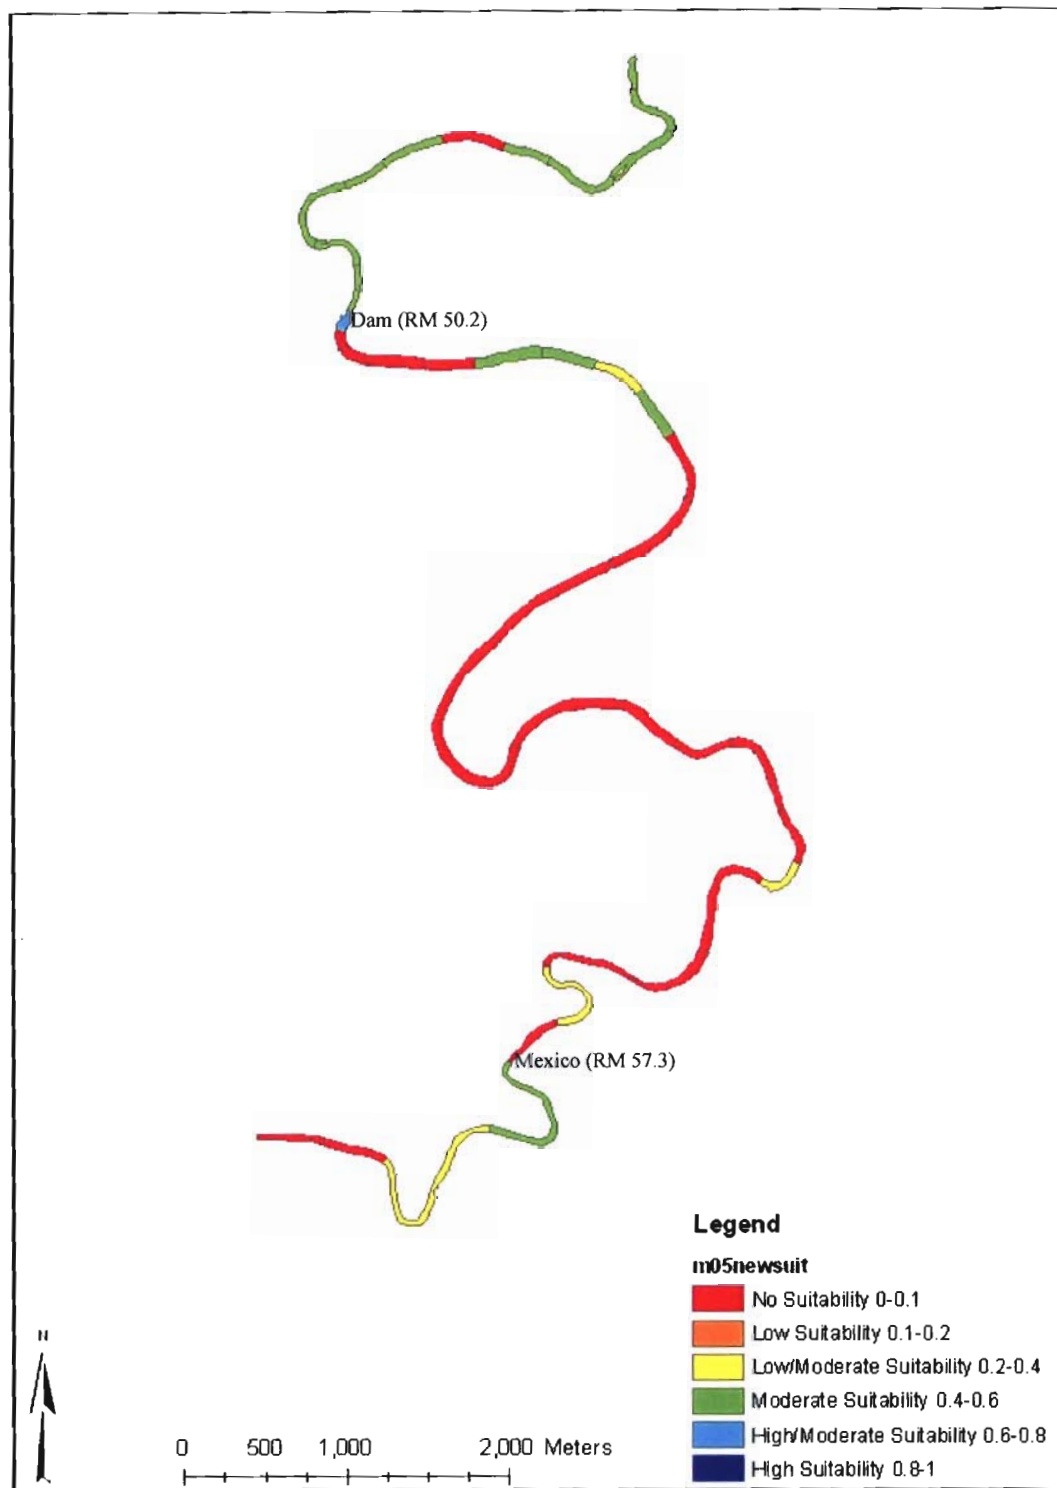 Dam (RM 50.2)
Mexico (RM 57.3)
Legend
m05newsuit
No Suitability 0-0.1
Low Suitability 0.1-0.2
Low/Moderate Suitability 0.2-0.4
Moderate Suitability 0.4-0.6
High/Moderate Suitability 0.6-0.8
High Suitability 0.8-1
N
0 500 1,000 2,000 Meters